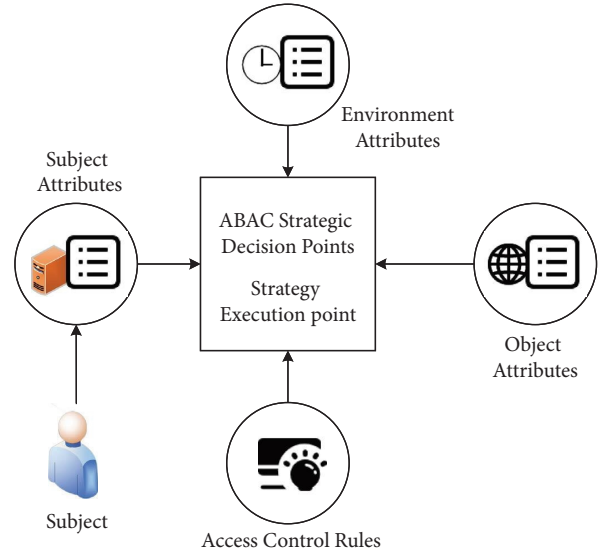 Environment
Attributes
Subject
Attributes
ABAC Strategic
Decision Points
Strategy
Execution point
Object
Attributes
Subject
Access Control Rules